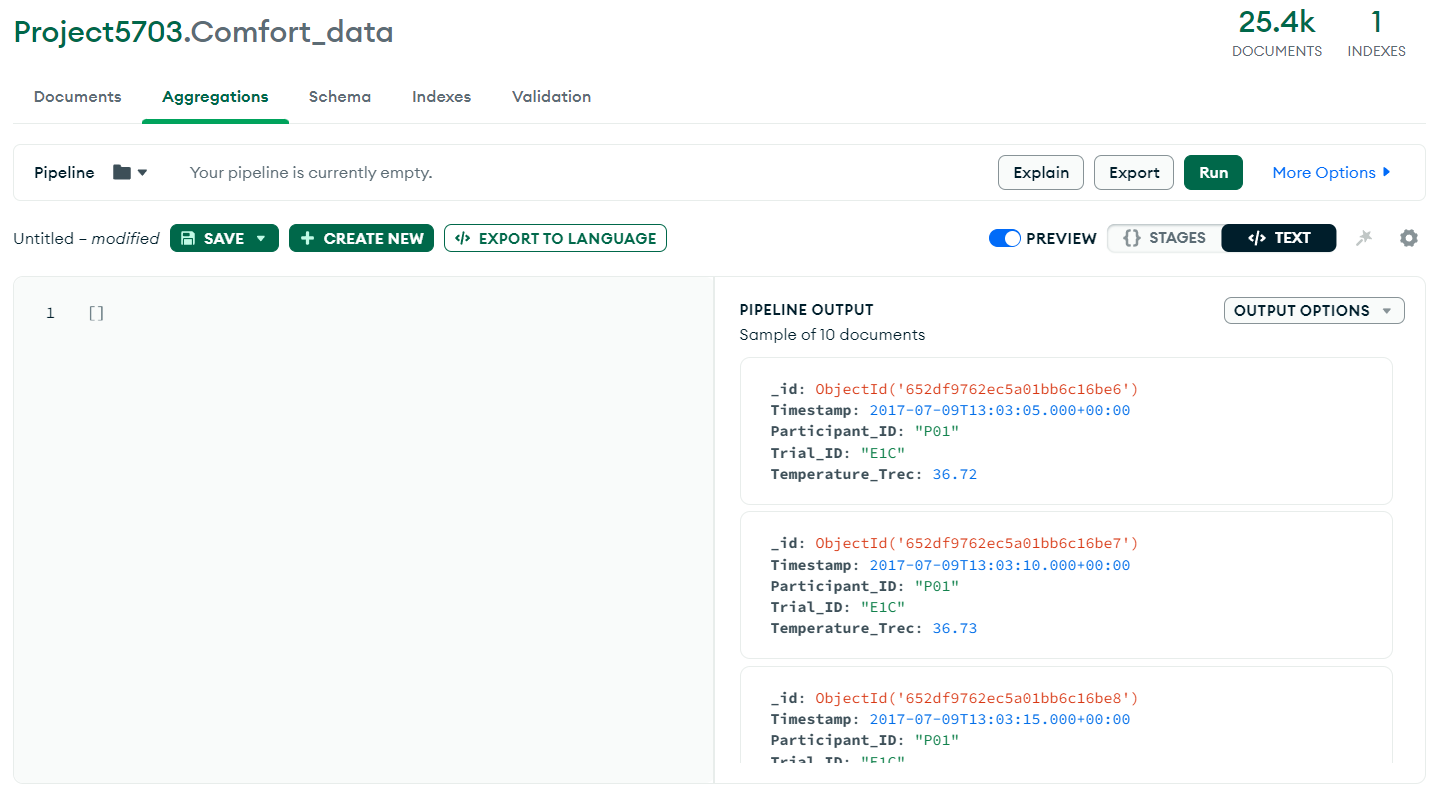 Project5703.Comfort_data
25.4k 1
DOCUMENTS INDEXES
Documents Aggregations Schema Indexes Validation
Pipeline Your pipeline is currently empty. Explain Export Run More Options
Untitled – modified SAVE CREATE NEW EXPORT TO LANGUAGE PREVIEW {} STAGES </> TEXT
1 []
PIPELINE OUTPUT
Sample of 10 documents
OUTPUT OPTIONS
_id: ObjectId('652df9762ec5a01bb6c16be6')
Timestamp: 2017-07-09T13:03:05.000+00:00
Participant_ID: "P01"
Trial_ID: "E1C"
Temperature_Trec: 36.72
_id: ObjectId('652df9762ec5a01bb6c16be7')
Timestamp: 2017-07-09T13:03:10.000+00:00
Participant_ID: "P01"
Trial_ID: "E1C"
Temperature_Trec: 36.73
_id: ObjectId('652df9762ec5a01bb6c16be8')
Timestamp: 2017-07-09T13:03:15.000+00:00
Participant_ID: "P01"
Trial_ID: "E1C"